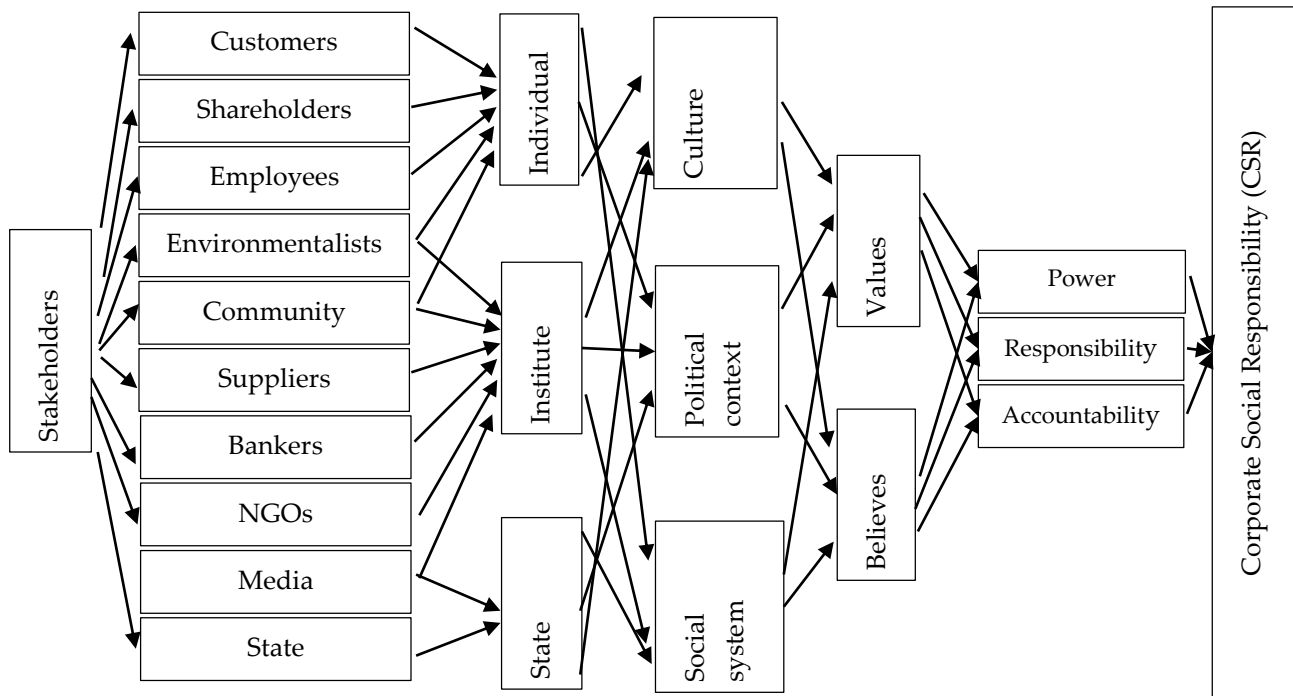 Stakeholders
Customers
Shareholders
Employees
Environmentalists
Community
Suppliers
Bankers
NGOs
Media
State
Individual
Institute
State
Culture
Political
context
Social
system
Values
Believes
Power
Responsibility
Accountability
Corporate Social Responsibility (CSR)